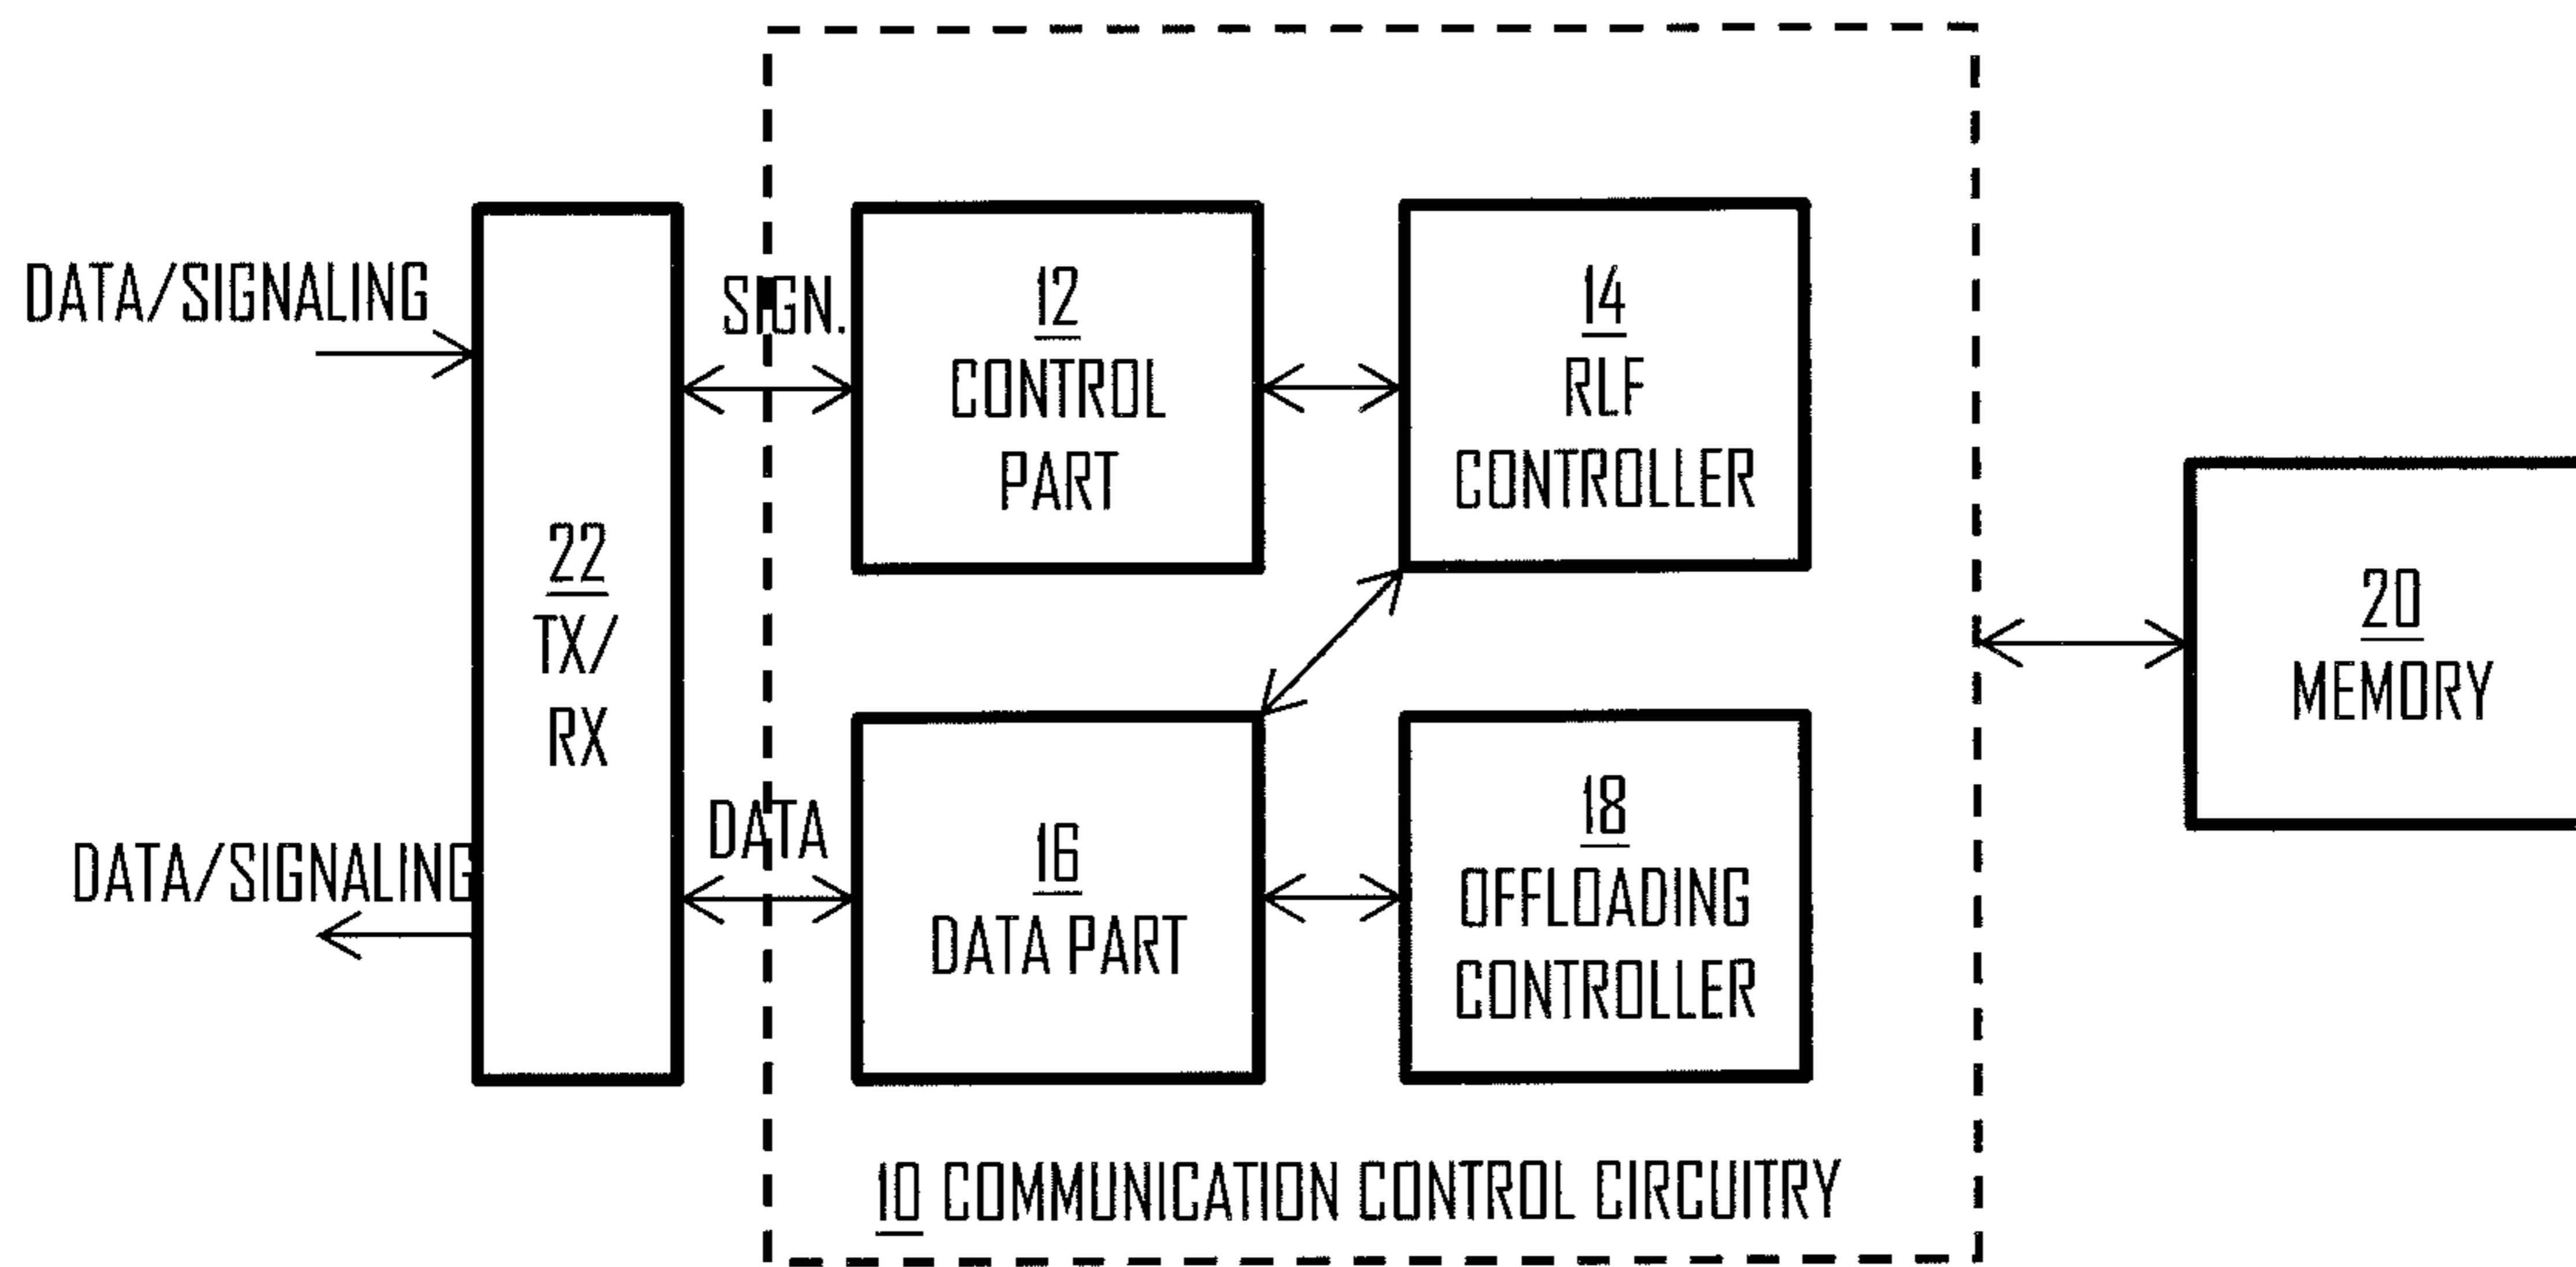 DATA/SIGNALING
SIGN.
12
CONTROL
PART
14
RLF
CONTROLLER
22
TX/
RX
20
MEMORY
DATA/SIGNALING
DATA
16
DATA PART
18
OFFLOADING
CONTROLLER
10 COMMUNICATION CONTROL CIRCUITRY